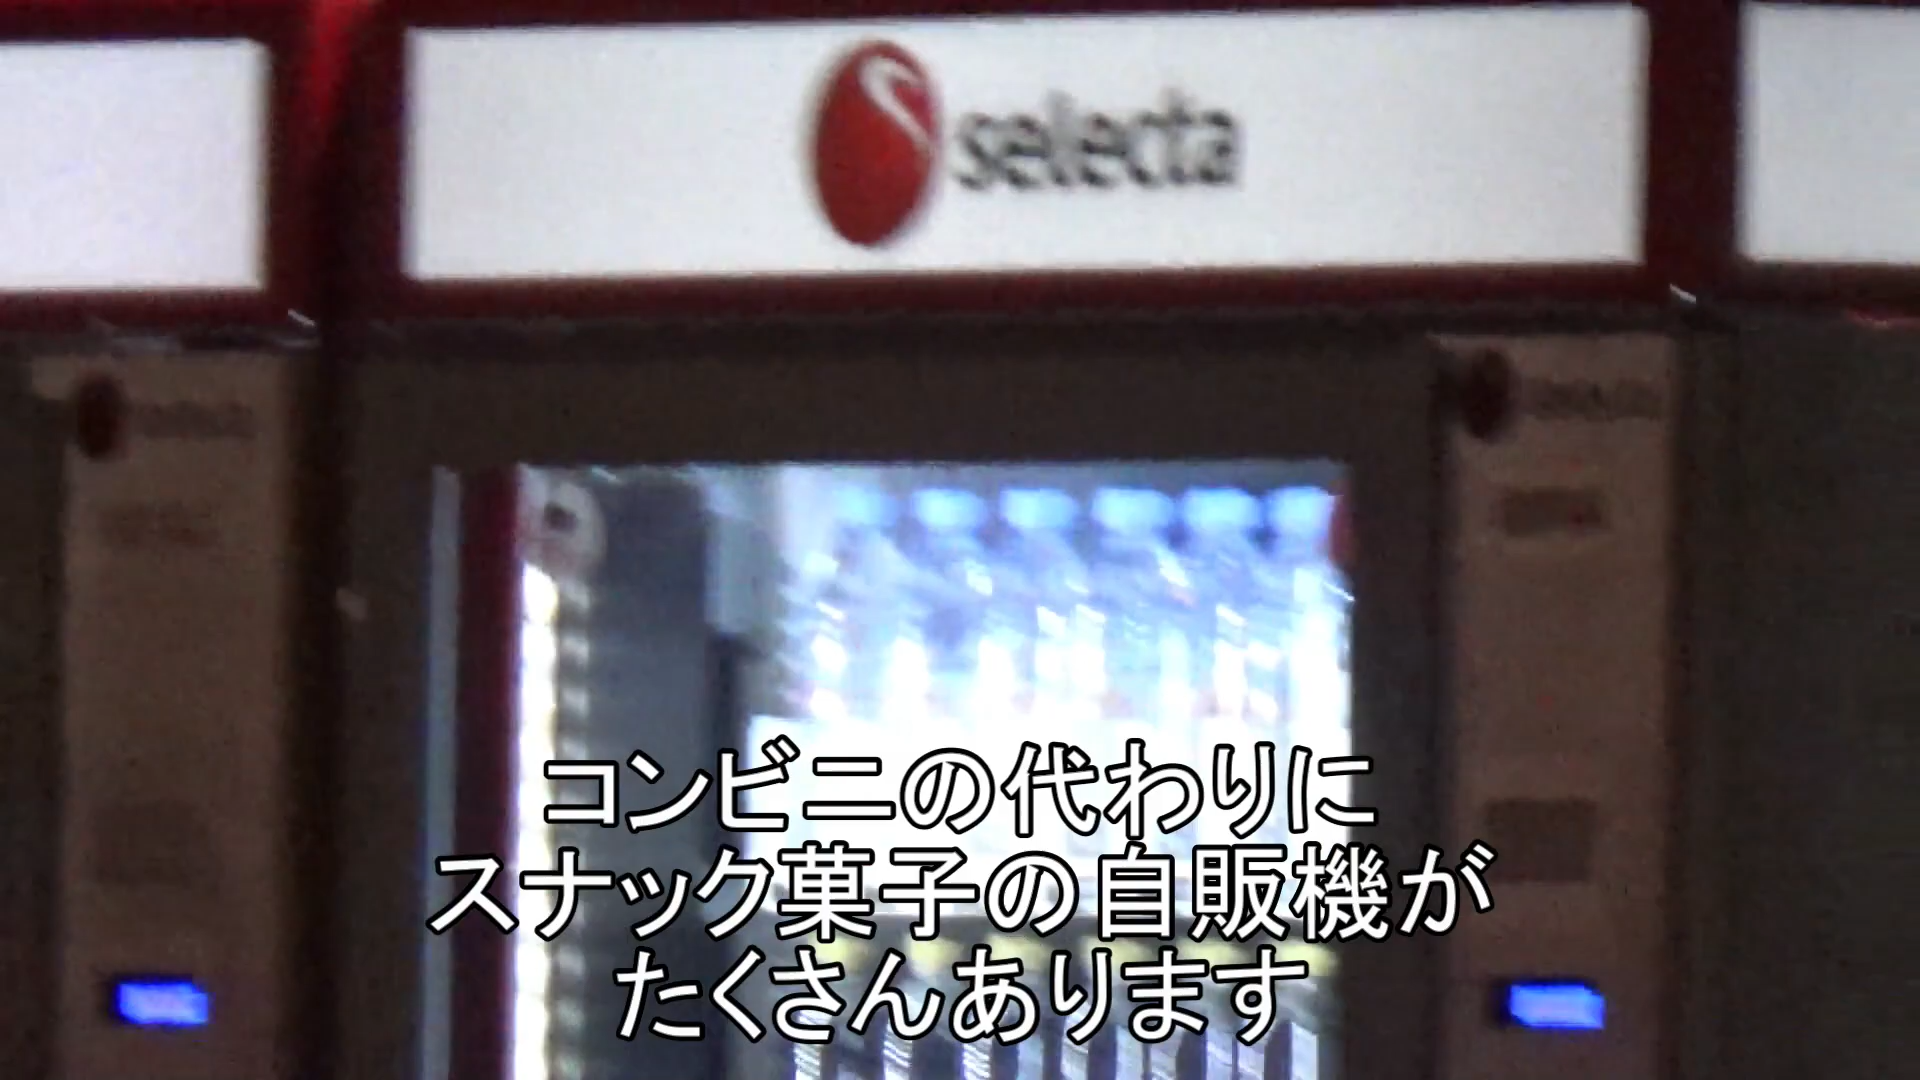 selecta
コンビニの代わりに
スナック菓子の自販機が
たくさんあります